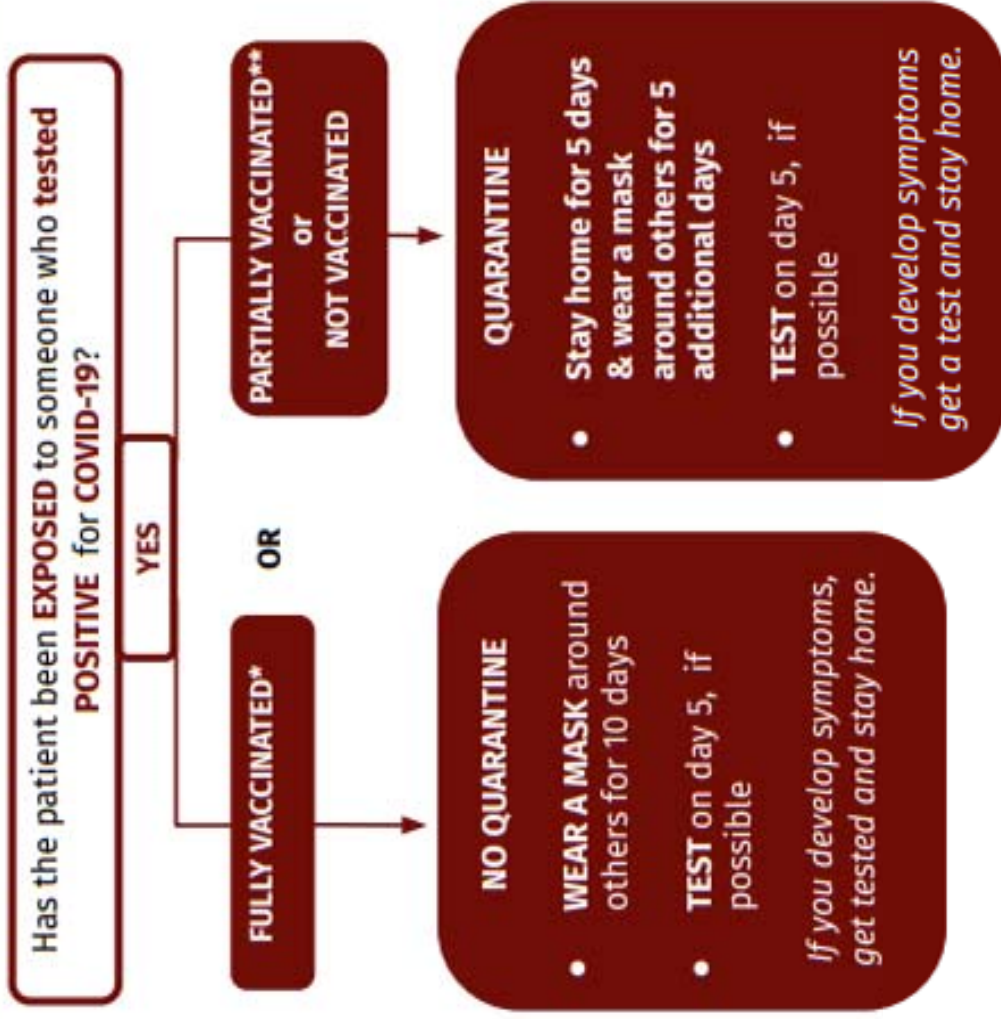 Has the patient been EXPOSED to someone who tested
POSITIVE for COVID-19?
YES
FULLY VACCINATED*
OR
PARTIALLY VACCINATED**
or
NOT VACCINATED
NO QUARANTINE
• WEAR A MASK around
others for 10 days
• TEST on day 5, if
possible
If you develop symptoms,
get tested and stay home.
QUARANTINE
• Stay home for 5 days
& wear a mask
around others for 5
additional days
• TEST on day 5, if
possible
If you develop symptoms
get a test and stay home.